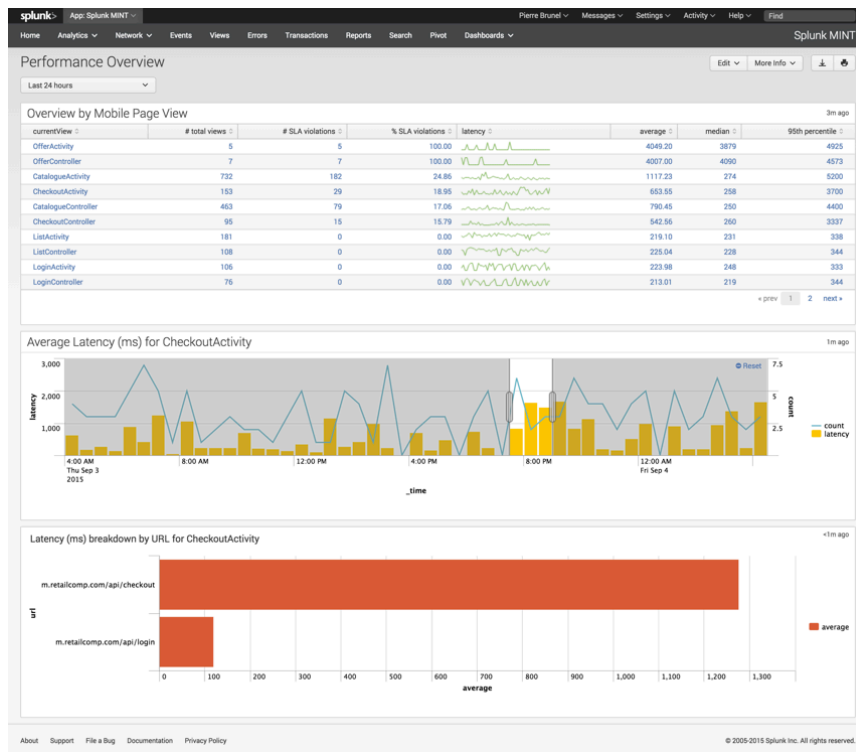 splunk> App: Splunk MINT Pierre Brunel Messages Settings Activity Help Find
Home Analytics Network Events Views Errors Transactions Reports Search Pivot Dashboards Splunk MINT
Performance Overview Edit More Info
Last 24 hours
Overview by Mobile Page View 3m ago
currentView # total views # SLA violations % SLA violations latency average median 95th percentile
OfferActivity 5 5 100.00 4049.20 3879 4925
OfferController 7 7 100.00 4007.00 4090 4573
CatalogueActivity 732 182 24.86 1117.23 274 5200
CheckoutActivity 153 29 18.95 653.55 258 3700
CatalogueController 463 79 17.06 790.45 250 4400
CheckoutController 95 15 15.79 542.56 260 3337
ListActivity 181 0 0.00 219.10 231 338
ListController 108 0 0.00 225.04 228 344
LoginActivity 106 0 0.00 223.98 248 333
LoginController 76 0 0.00 213.01 219 344
« prev 1 2 next »
Average Latency (ms) for CheckoutActivity 1m ago
3,000 Reset 7.5
2,000 5
1,000 2.5
latency
count
count
latency
4:00 AM 8:00 AM 12:00 PM 4:00 PM 8:00 PM 12:00 AM
Thu Sep 3 Fri Sep 4
2015
_time
Latency (ms) breakdown by URL for CheckoutActivity <1m ago
m.retailcomp.com/api/checkout
url
average
m.retailcomp.com/api/login
0 100 200 300 400 500 600 700 800 900 1,000 1,100 1,200 1,300
average
About Support File a Bug Documentation Privacy Policy © 2005-2015 Splunk Inc. All rights reserved.